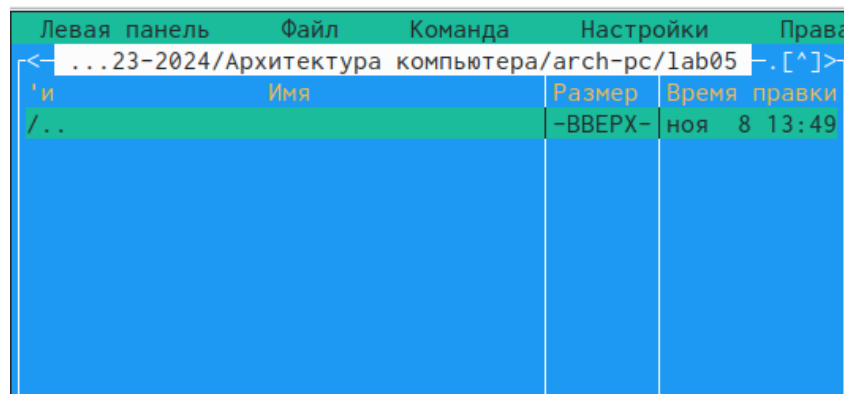 Левая панель Файл Команда Настройки Права
<- ...23-2024/Архитектура компьютера/arch-pc/lab05 -.[^]>-
'и Имя Размер Время правки
/.. -ВВЕРХ- ноя 8 13:49